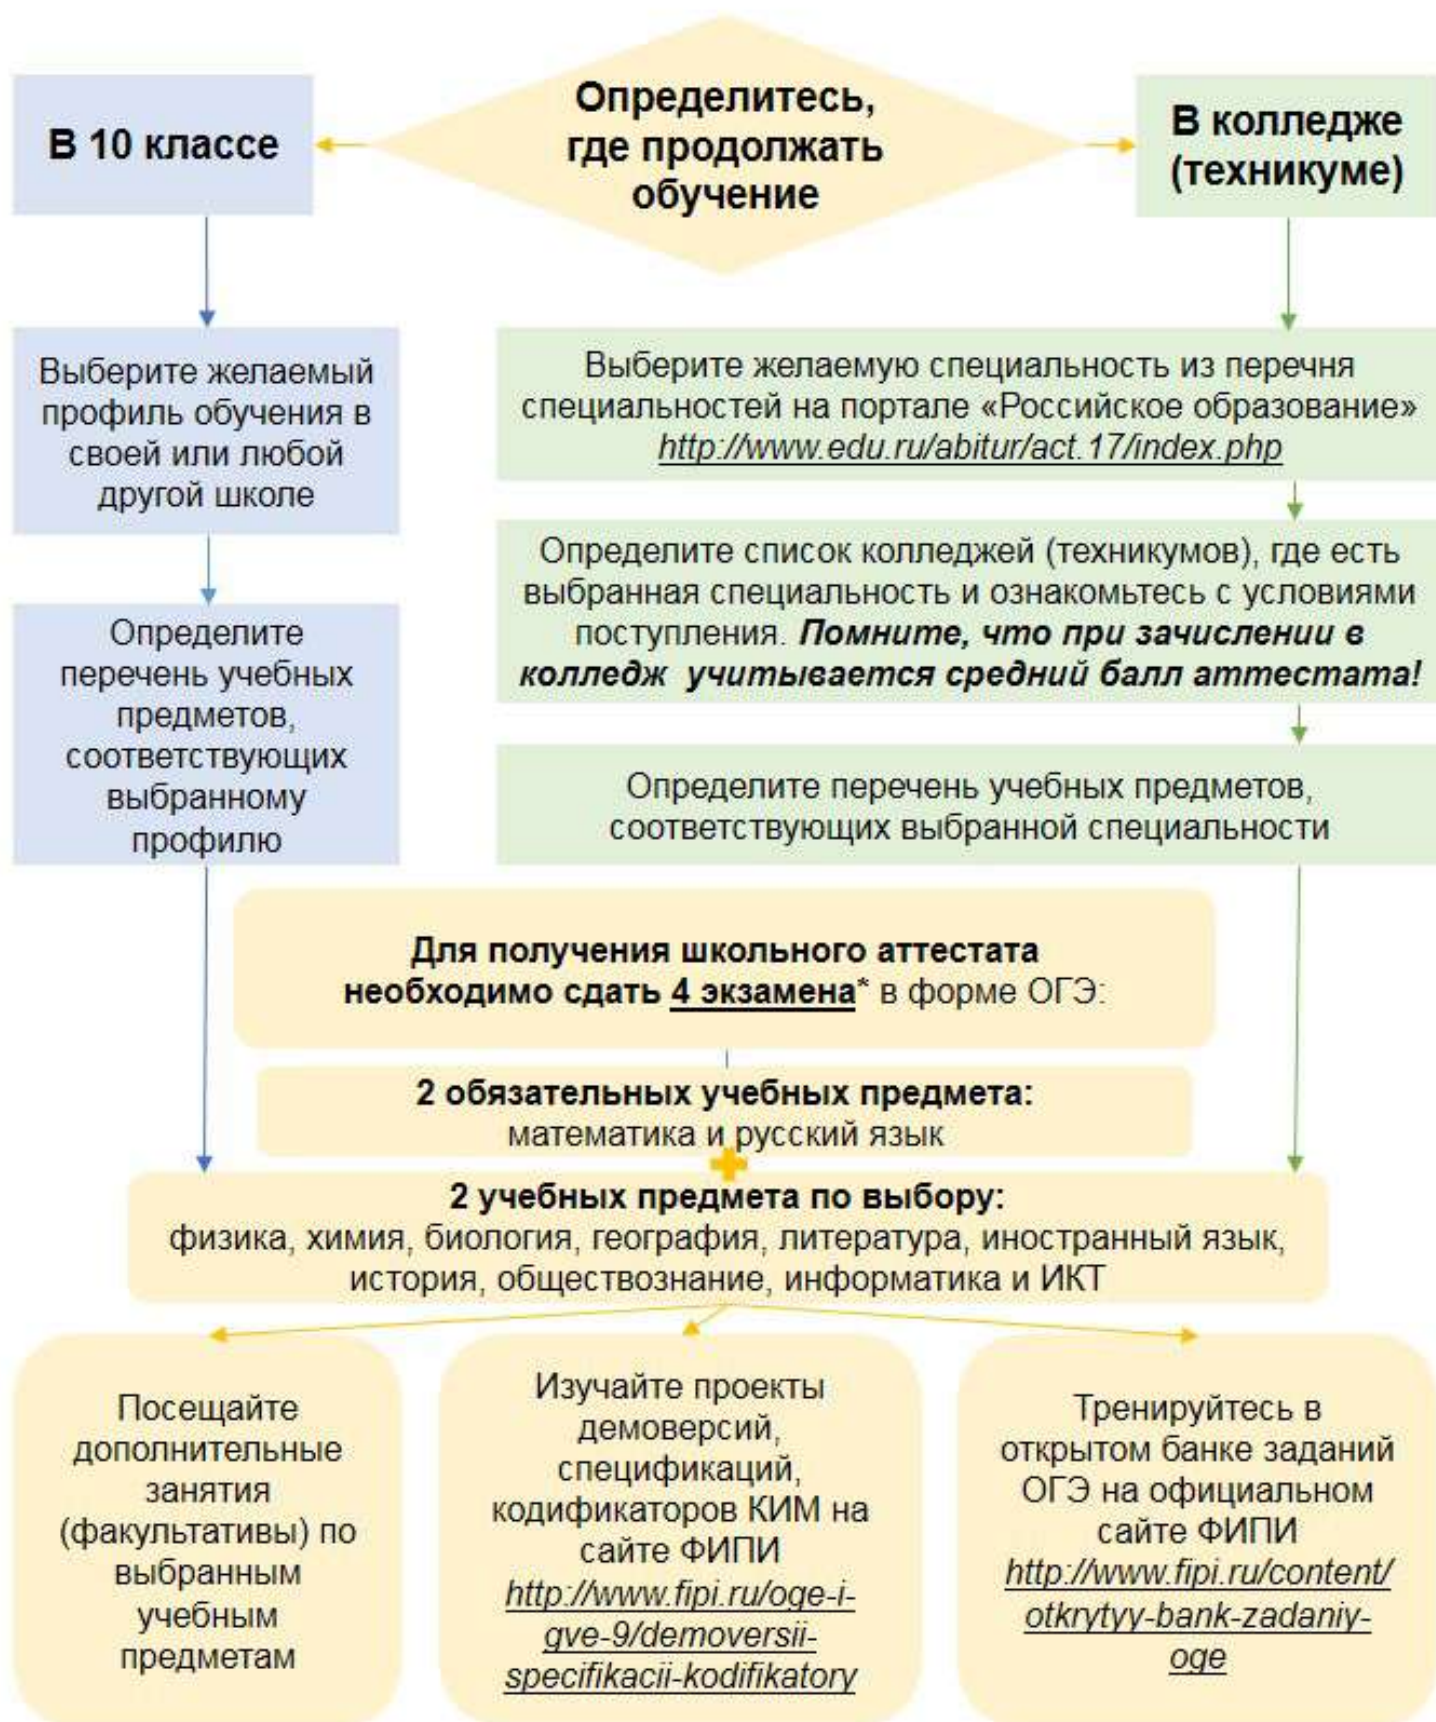 Определитесь,
где продолжать
обучение
В 10 классе
В колледже
(техникуме)
Выберите желаемый
профиль обучения в
своей или любой
другой школе
Определите
перечень учебных
предметов,
соответствующих
выбранному
профилю
Выберите желаемую специальность из перечня
специальностей на портале «Российское образование»
http://www.edu.ru/abitur/act.17/index.php
Определите список колледжей (техникумов), где есть
выбранная специальность и ознакомьтесь с условиями
поступления. Помните, что при зачислении в
колледж учитывается средний балл аттестата!
Определите перечень учебных предметов,
соответствующих выбранной специальности
Для получения школьного аттестата
необходимо сдать 4 экзамена* в форме ОГЭ:
2 обязательных учебных предмета:
математика и русский язык
2 учебных предмета по выбору:
физика, химия, биология, география, литература, иностранный язык,
история, обществознание, информатика и ИКТ
Посещайте
дополнительные
занятия
(факультативы) по
выбранным
учебным
предметам
Изучайте проекты
демоверсий,
спецификаций,
кодификаторов КИМ на
сайте ФИПИ
http://www.fipi.ru/oge-i-
gve-9/demoversii-
specifikacii-kodifikatory
Тренируйтесь в
открытом банке заданий
ОГЭ на официальном
сайте ФИПИ
http://www.fipi.ru/content/
otkrytyy-bank-zadaniy-
oge